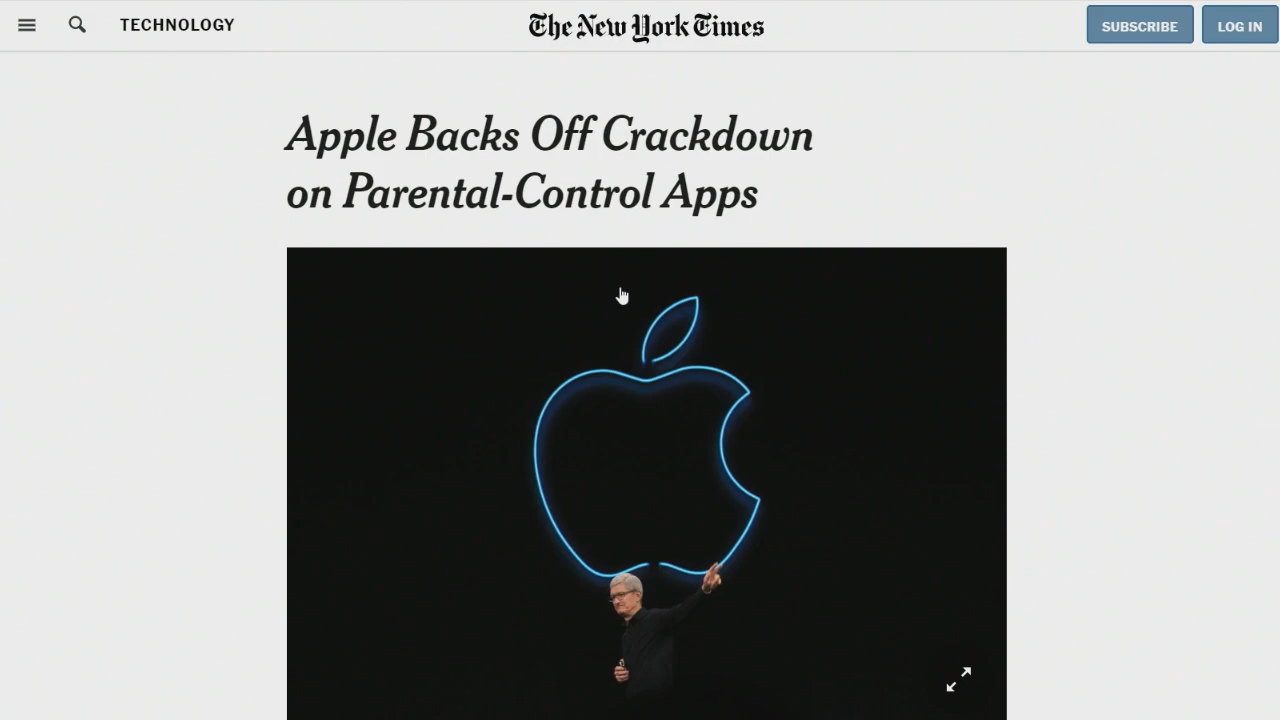 TECHNOLOGY
The New York Times
SUBSCRIBE
LOG IN
Apple Backs Off Crackdown
on Parental-Control Apps